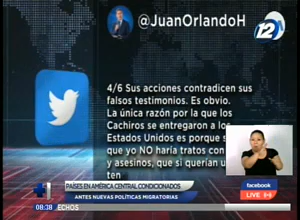 @JuanOrlandoH
12
4/6 Sus acciones contradicen sus
falsos testimonios. Es obvio.
La única razón por la que los
Cachiros se entregaron a los
Estados Unidos es porque s
que yo NO haría tratos con
y asesinos, que si querían u
ten
PAÍSES EN AMÉRICA CENTRAL CONDICIONADOS
ANTE NUEVAS POLÍTICAS MIGRATORIAS
facebook
LIVE
08:38
ECHOS